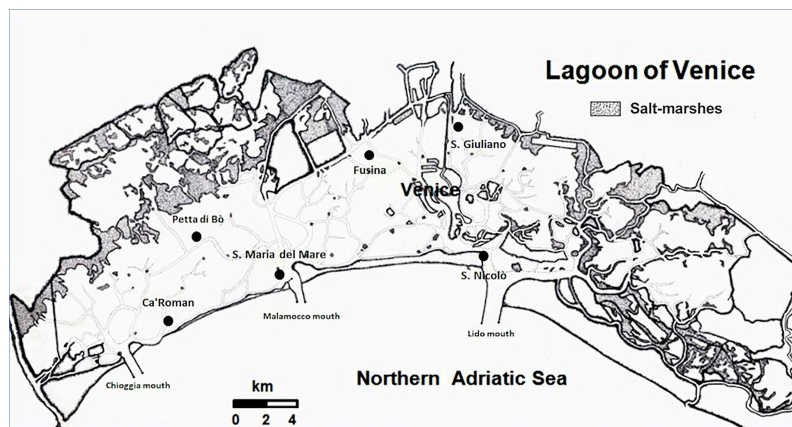 Lagoon of Venice
Salt-marshes
S. Giuliano
Fusina
Venice
Petta di Bò
S. Maria del Mare
S. Nicolò
Ca'Roman
Malamocco mouth
Lido mouth
Chioggia mouth
Northern Adriatic Sea
km
0 2 4